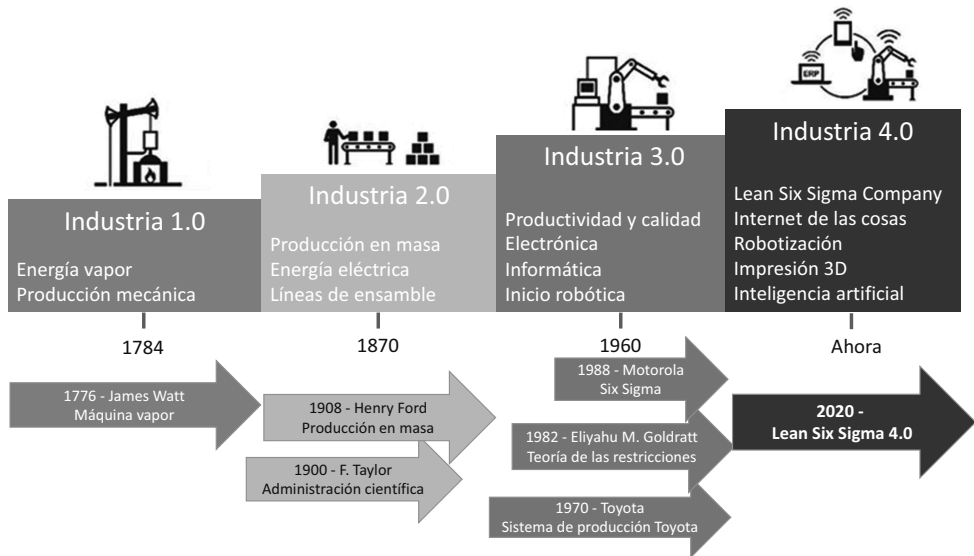 ERP
Industria 1.0
Energía vapor
Producción mecánica
Industria 2.0
Producción en masa
Energía eléctrica
Líneas de ensamble
Industria 3.0
Productividad y calidad
Electrónica
Informática
Inicio robótica
Industria 4.0
Lean Six Sigma Company
Internet de las cosas
Robotización
Impresión 3D
Inteligencia artificial
1784
1870
1960
Ahora
1776 - James Watt
Máquina vapor
1908 - Henry Ford
Producción en masa
1900 - F. Taylor
Administración científica
1988 - Motorola
Six Sigma
1982 - Eliyahu M. Goldratt
Teoría de las restricciones
1970 - Toyota
Sistema de producción Toyota
2020 -
Lean Six Sigma 4.0